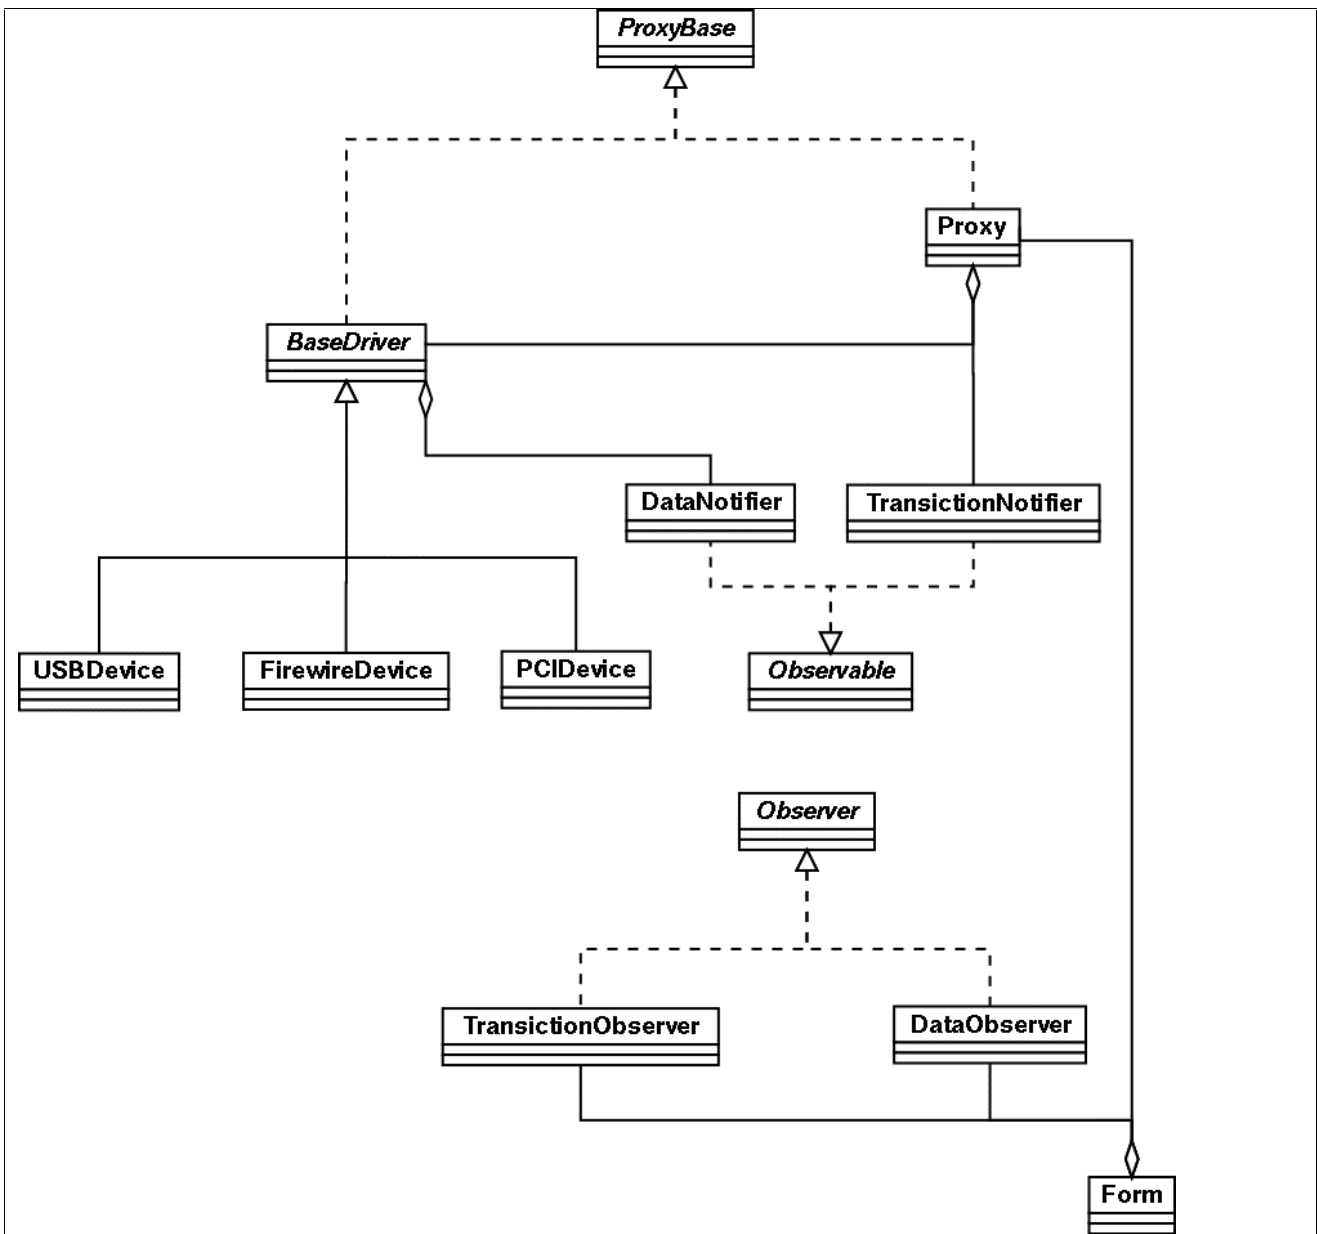 ProxyBase
Proxy
BaseDriver
DataNotifier
TransictionNotifier
USBDevice
FirewireDevice
PCIDevice
Observable
Observer
TransictionObserver
DataObserver
Form